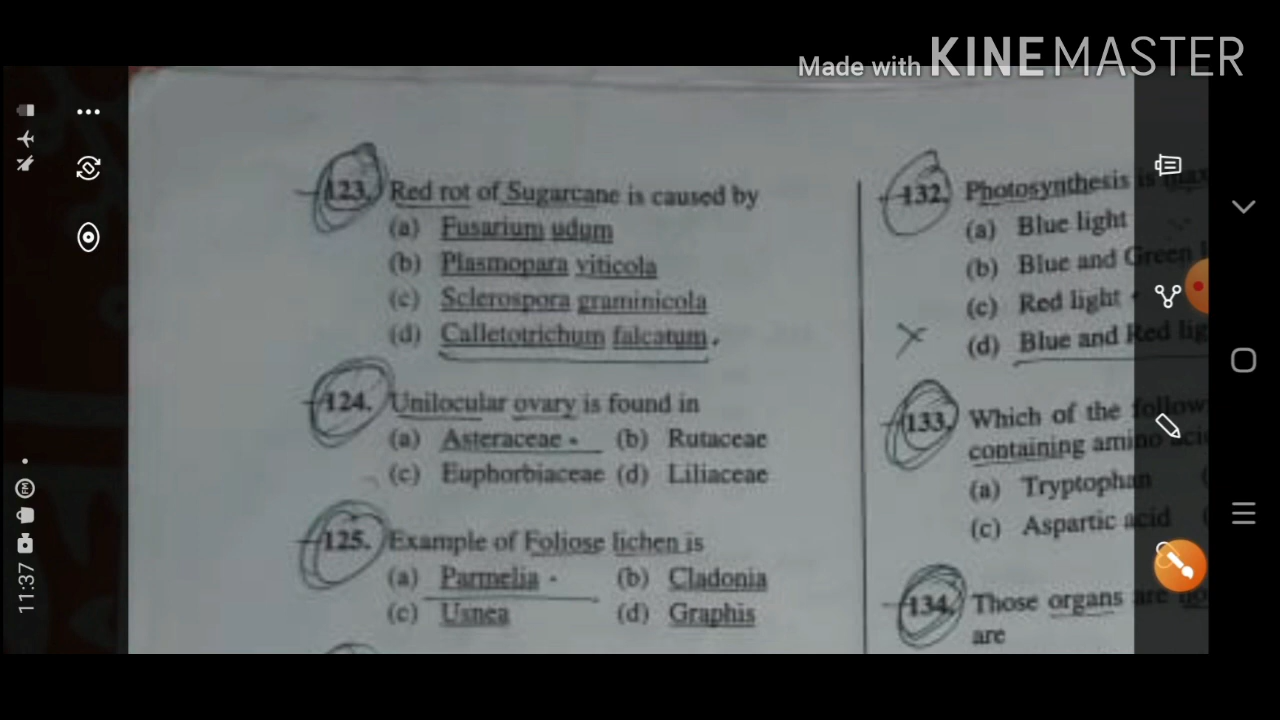 Made with KINEMASTER
123. Red rot of Sugarcane is caused by
(a) Fusarium udum
(b) Plasmopara viticola
(c) Sclerospora graminicola
(d) Calletotrichum falcatum
124. Unilocular ovary is found in
(a) Asteraceae (b) Rutaceae
(c) Euphorbiaceae (d) Liliaceae
125. Example of Foliose lichen is
(a) Parmelia (b) Cladonia
(c) Usnea (d) Graphis
132. Photosynthesis is
(a) Blue light
(b) Blue and Green
(c) Red light
(d) Blue and Red
133. Which of the
containing amino
(a) Tryptophan
(c) Aspartic acid
134. Those organs are
are
11:37
FM